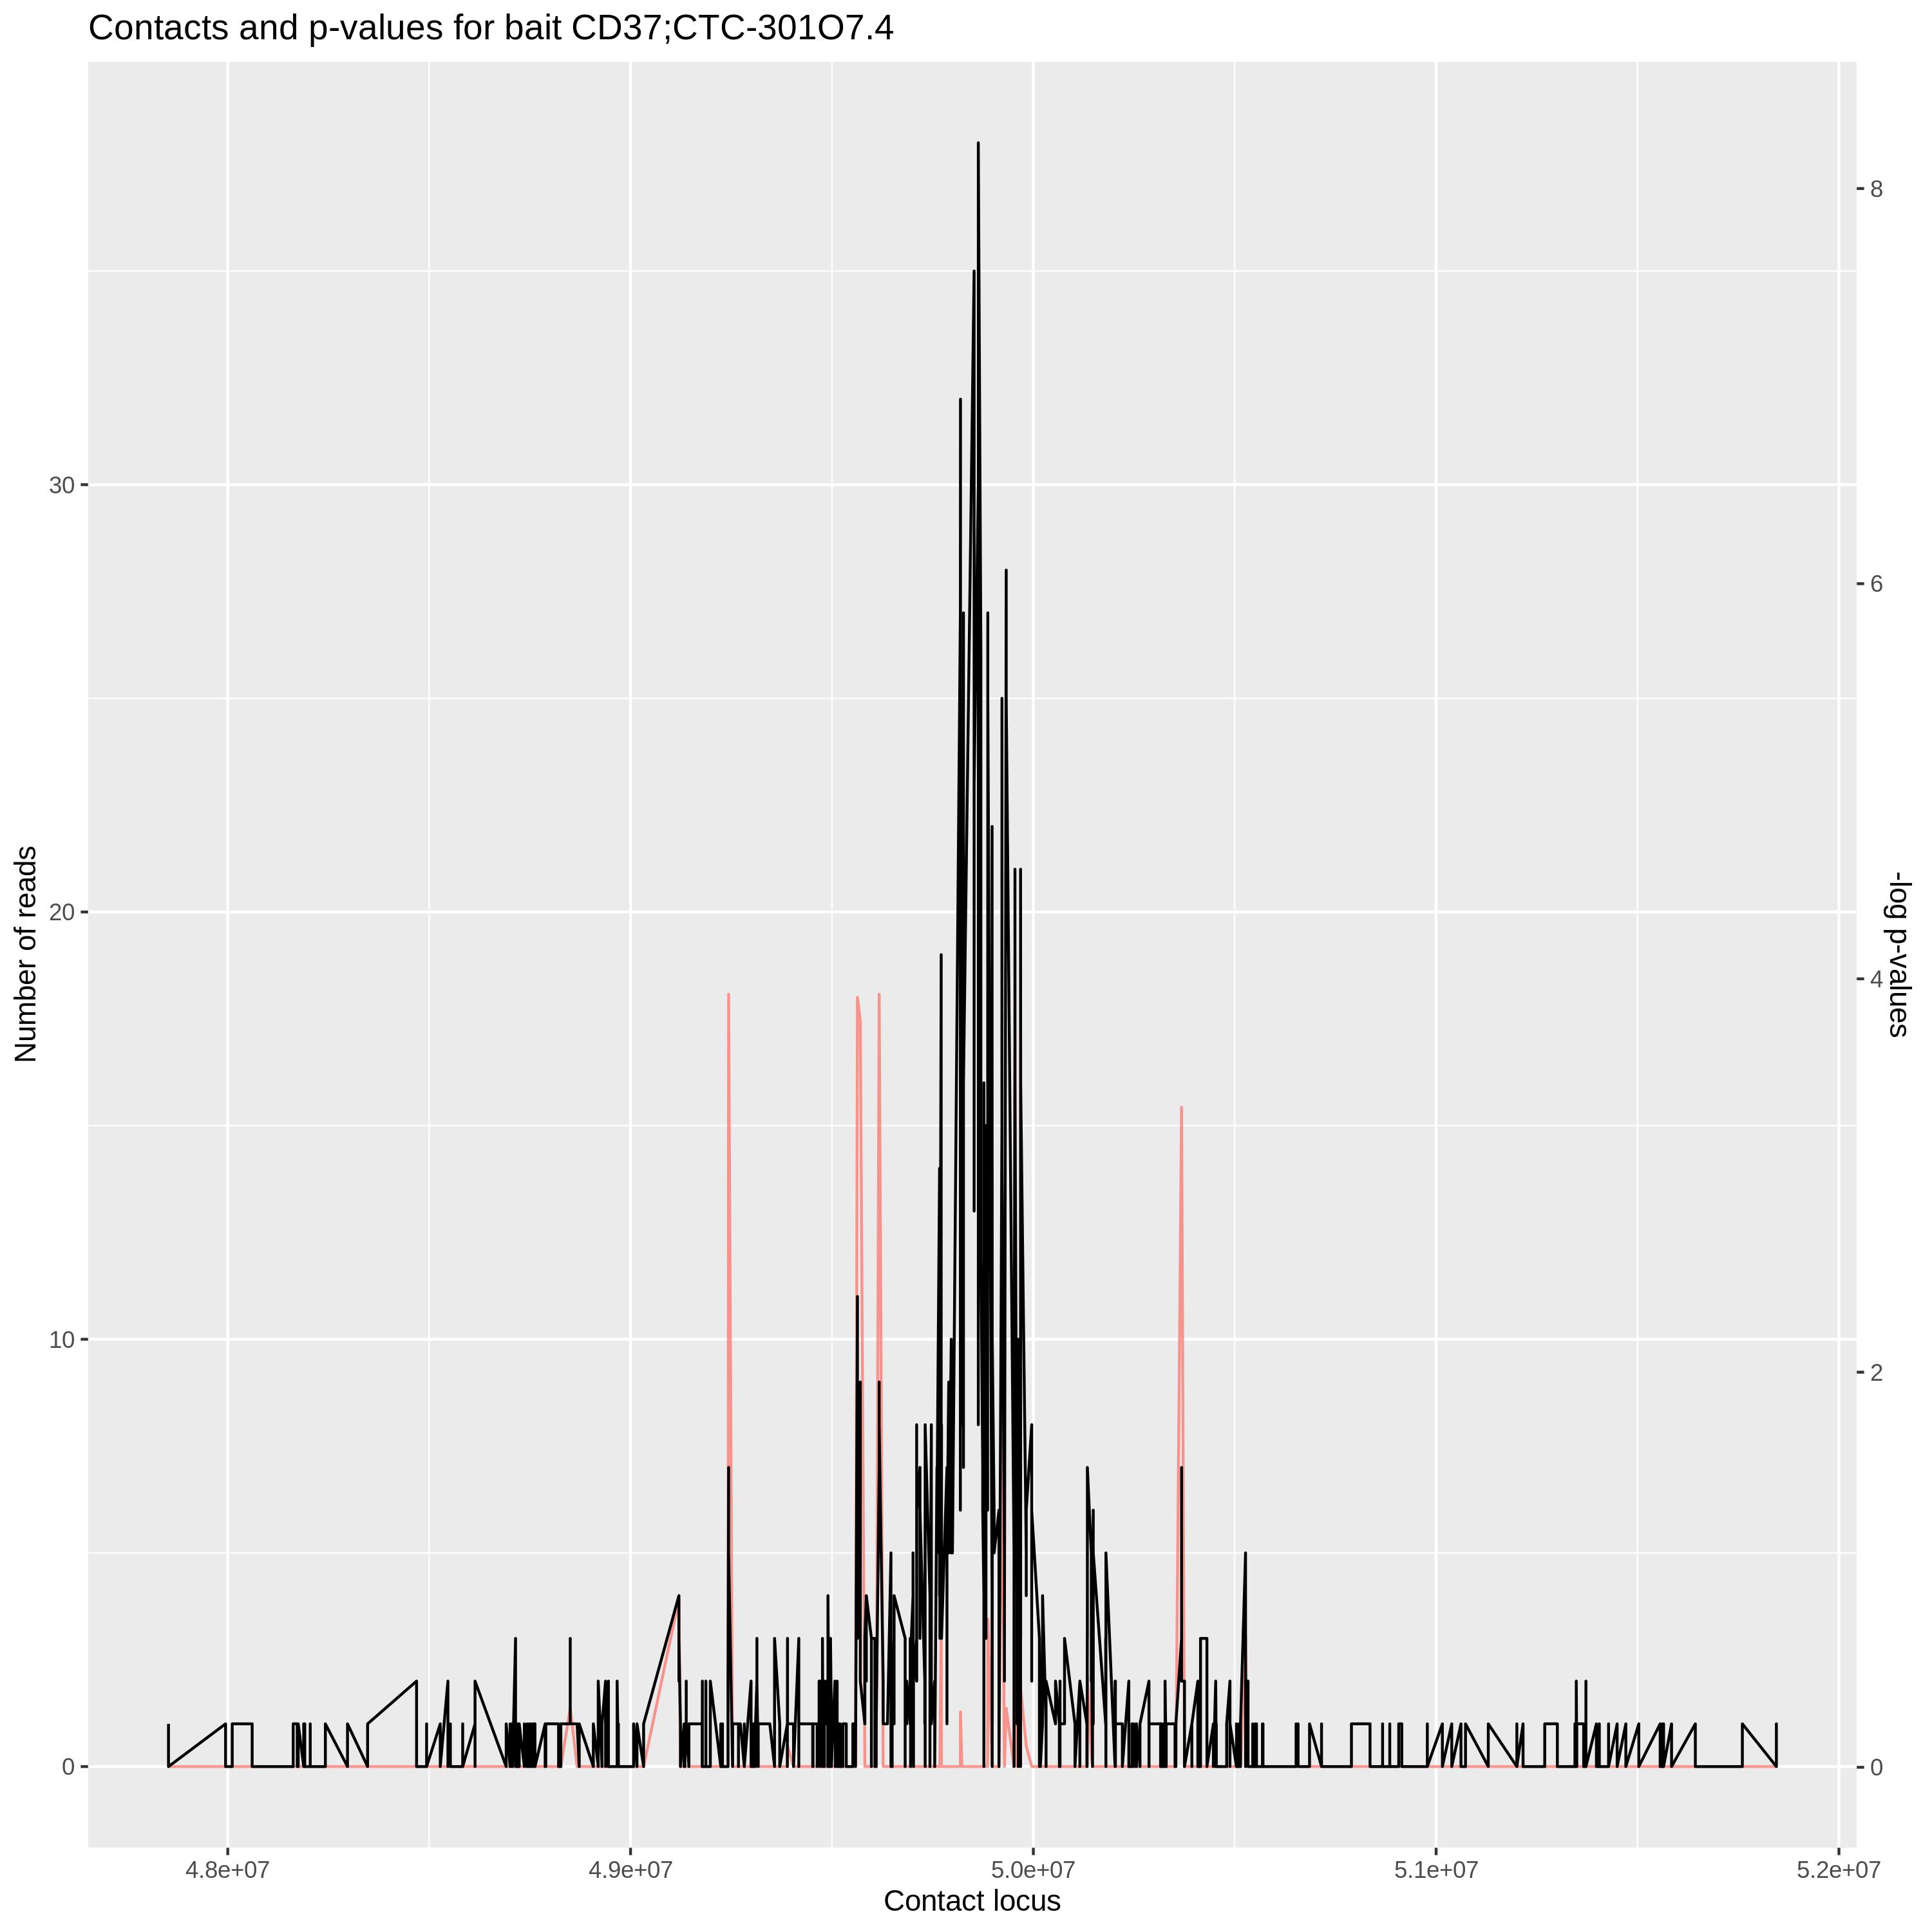 Contacts and p-values for bait CD37;CTC-301O7.4
Number of reads
30
20
10
0
8
6
4
2
0
-log p-values
4.8e+07
4.9e+07
5.0e+07
5.1e+07
5.2e+07
Contact locus